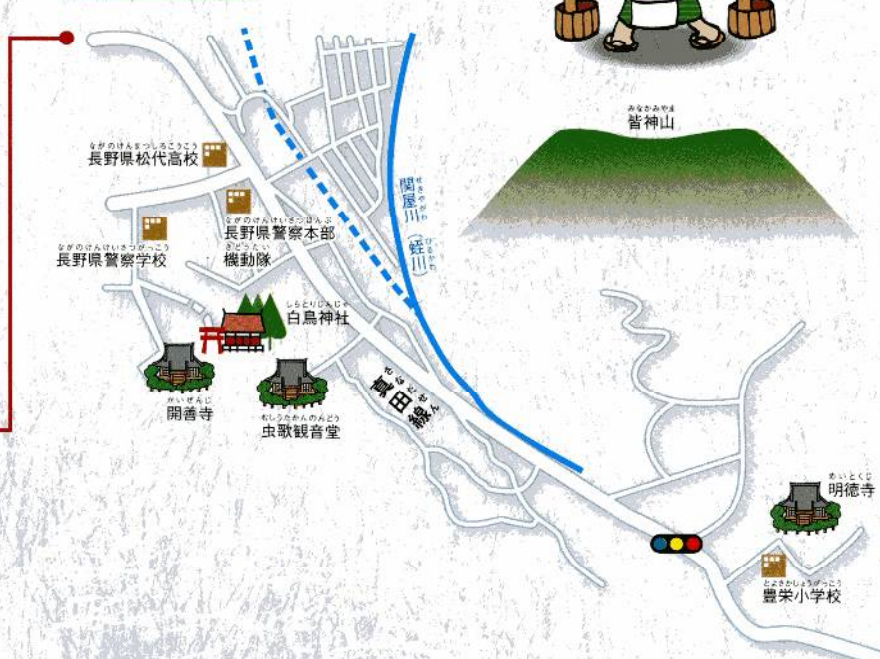 みなかみやま
皆神山
ながのけんまつしろこうこう
長野県松代高校
ながのけんけいさつほんぶ
長野県警察本部
きどうたい
機動隊
ながのけんけいさつがっこう
長野県警察学校
せきやがわ
関屋川
ひるかわ
（蛭川）
しらとりじんじゃ
白鳥神社
かいぜんじ
開善寺
むしうたかんのんどう
虫歌観音堂
さなだせん
真田線
めいとくじ
明徳寺
とよさかしょうがっこう
豊栄小学校